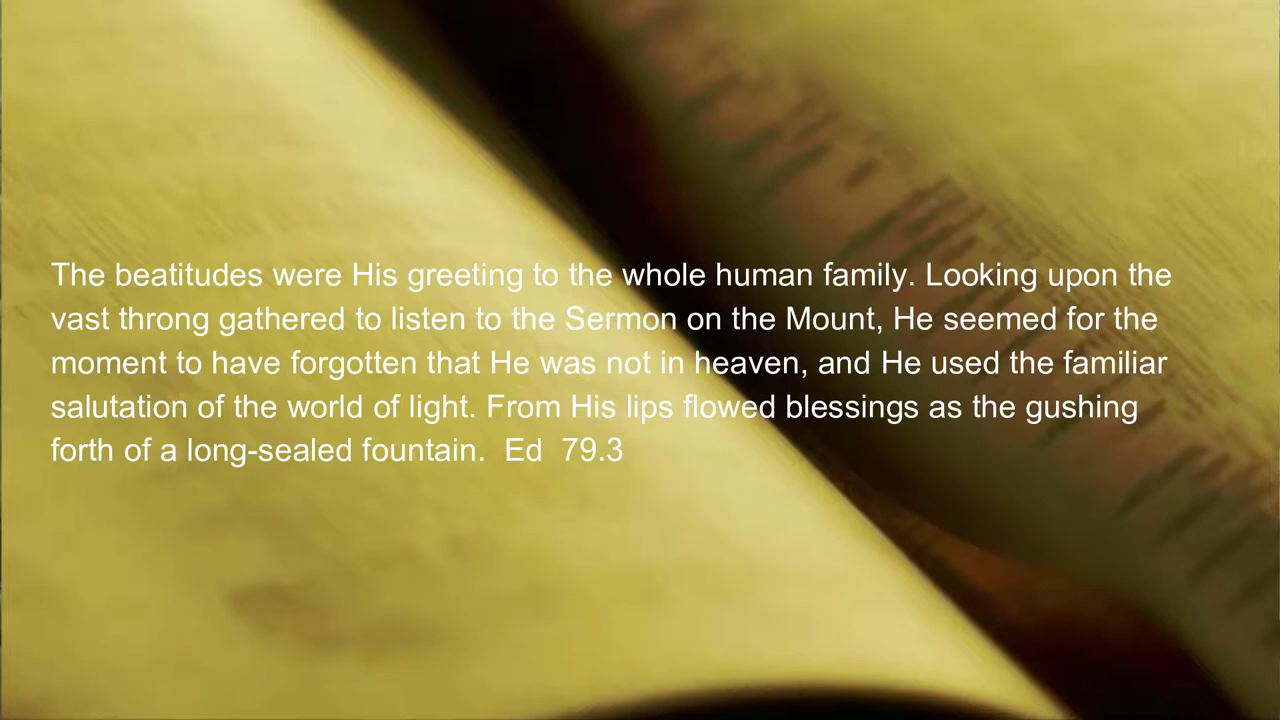 The beatitudes were His greeting to the whole human family. Looking upon the
vast throng gathered to listen to the Sermon on the Mount, He seemed for the
moment to have forgotten that He was not in heaven, and He used the familiar
salutation of the world of light. From His lips flowed blessings as the gushing
forth of a long-sealed fountain.  Ed  79.3